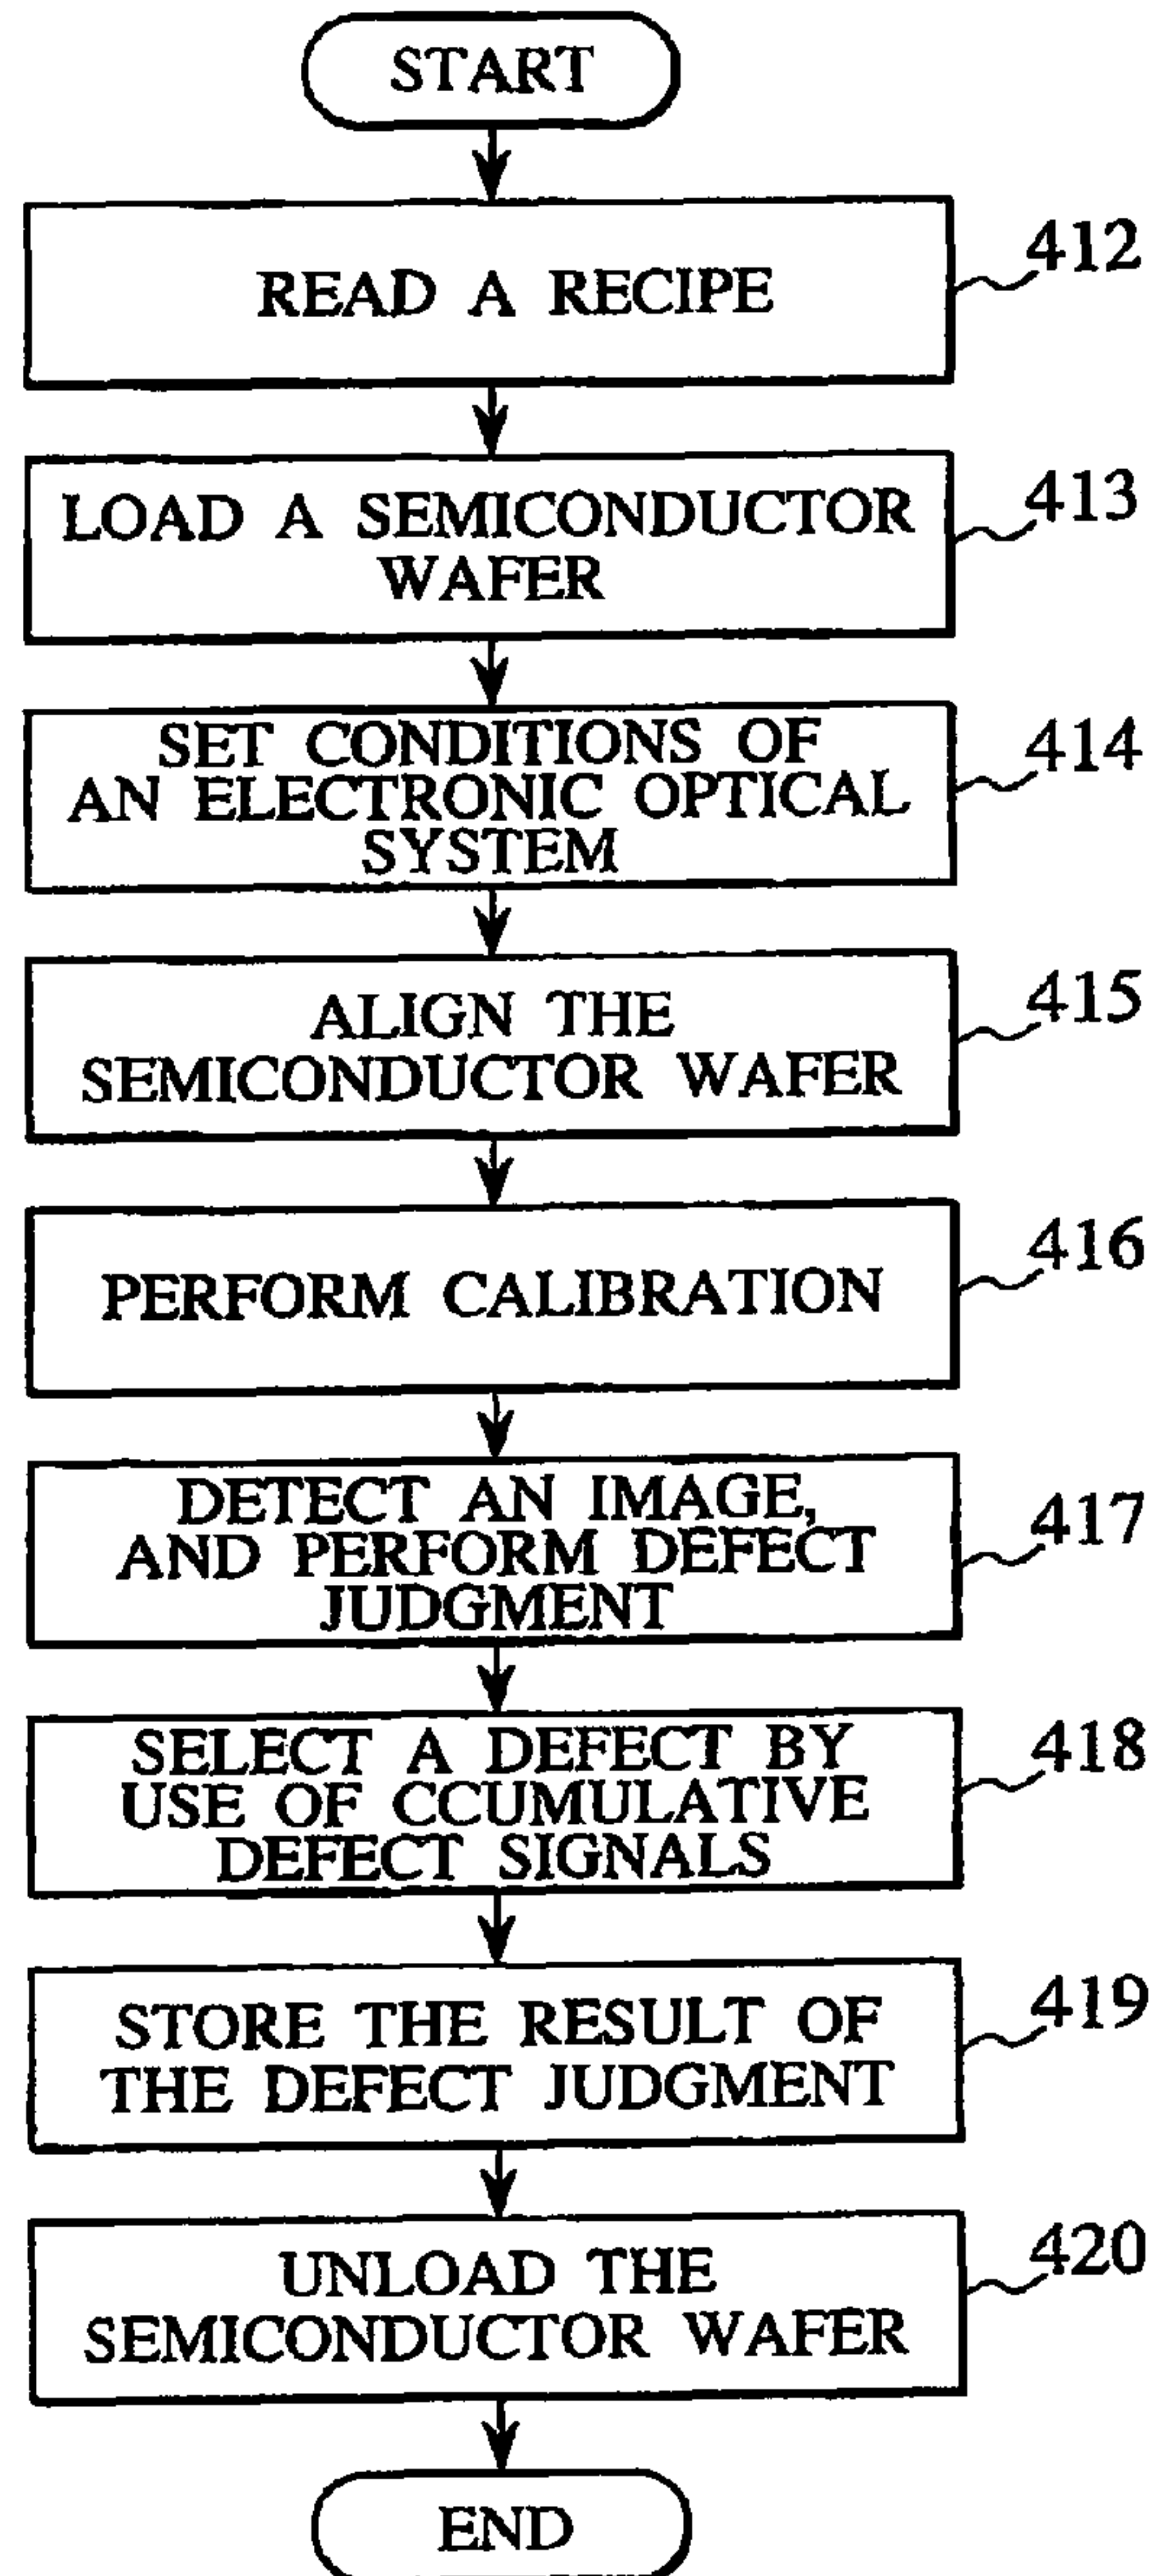 START
READ A RECIPE
412
LOAD A SEMICONDUCTOR
WAFER
413
SET CONDITIONS OF
AN ELECTRONIC OPTICAL
SYSTEM
414
ALIGN THE
SEMICONDUCTOR WAFER
415
PERFORM CALIBRATION
416
DETECT AN IMAGE,
AND PERFORM DEFECT
JUDGMENT
417
SELECT A DEFECT BY
USE OF CCUMULATIVE
DEFECT SIGNALS
418
STORE THE RESULT OF
THE DEFECT JUDGMENT
419
UNLOAD THE
SEMICONDUCTOR WAFER
420
END